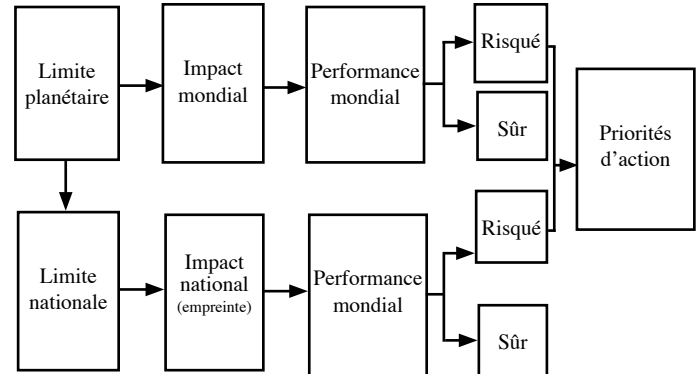 Limite
planétaire
Impact
mondial
Performance
mondial
Risqué
Sûr
Priorités
d'action
Limite
nationale
Impact
national
(empreinte)
Performance
mondial
Risqué
Sûr